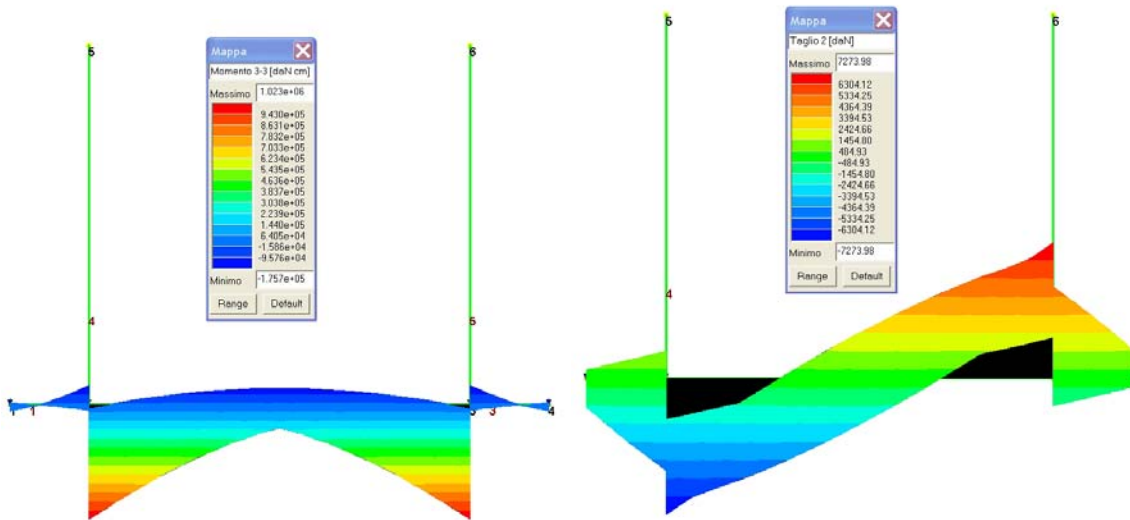 5
6
Mappa
Momento 3-3 [daN cm]
Massimo 1.023e+06
9.430e+05
8.631e+05
7.832e+05
7.033e+05
6.234e+05
5.435e+05
4.636e+05
3.837e+05
3.038e+05
2.239e+05
1.440e+05
6.405e+04
-1.586e+04
-9.576e+04
Minimo -1.757e+05
Range Default
4
5
1
3
4
5
6
Mappa
Taglio 2 [daN]
Massimo 7273.98
6304.12
5334.25
4364.39
3394.53
2424.66
1454.80
484.93
-484.93
-1454.80
-2424.66
-3394.53
-4364.39
-5334.25
-6304.12
Minimo -7273.98
Range Default
4